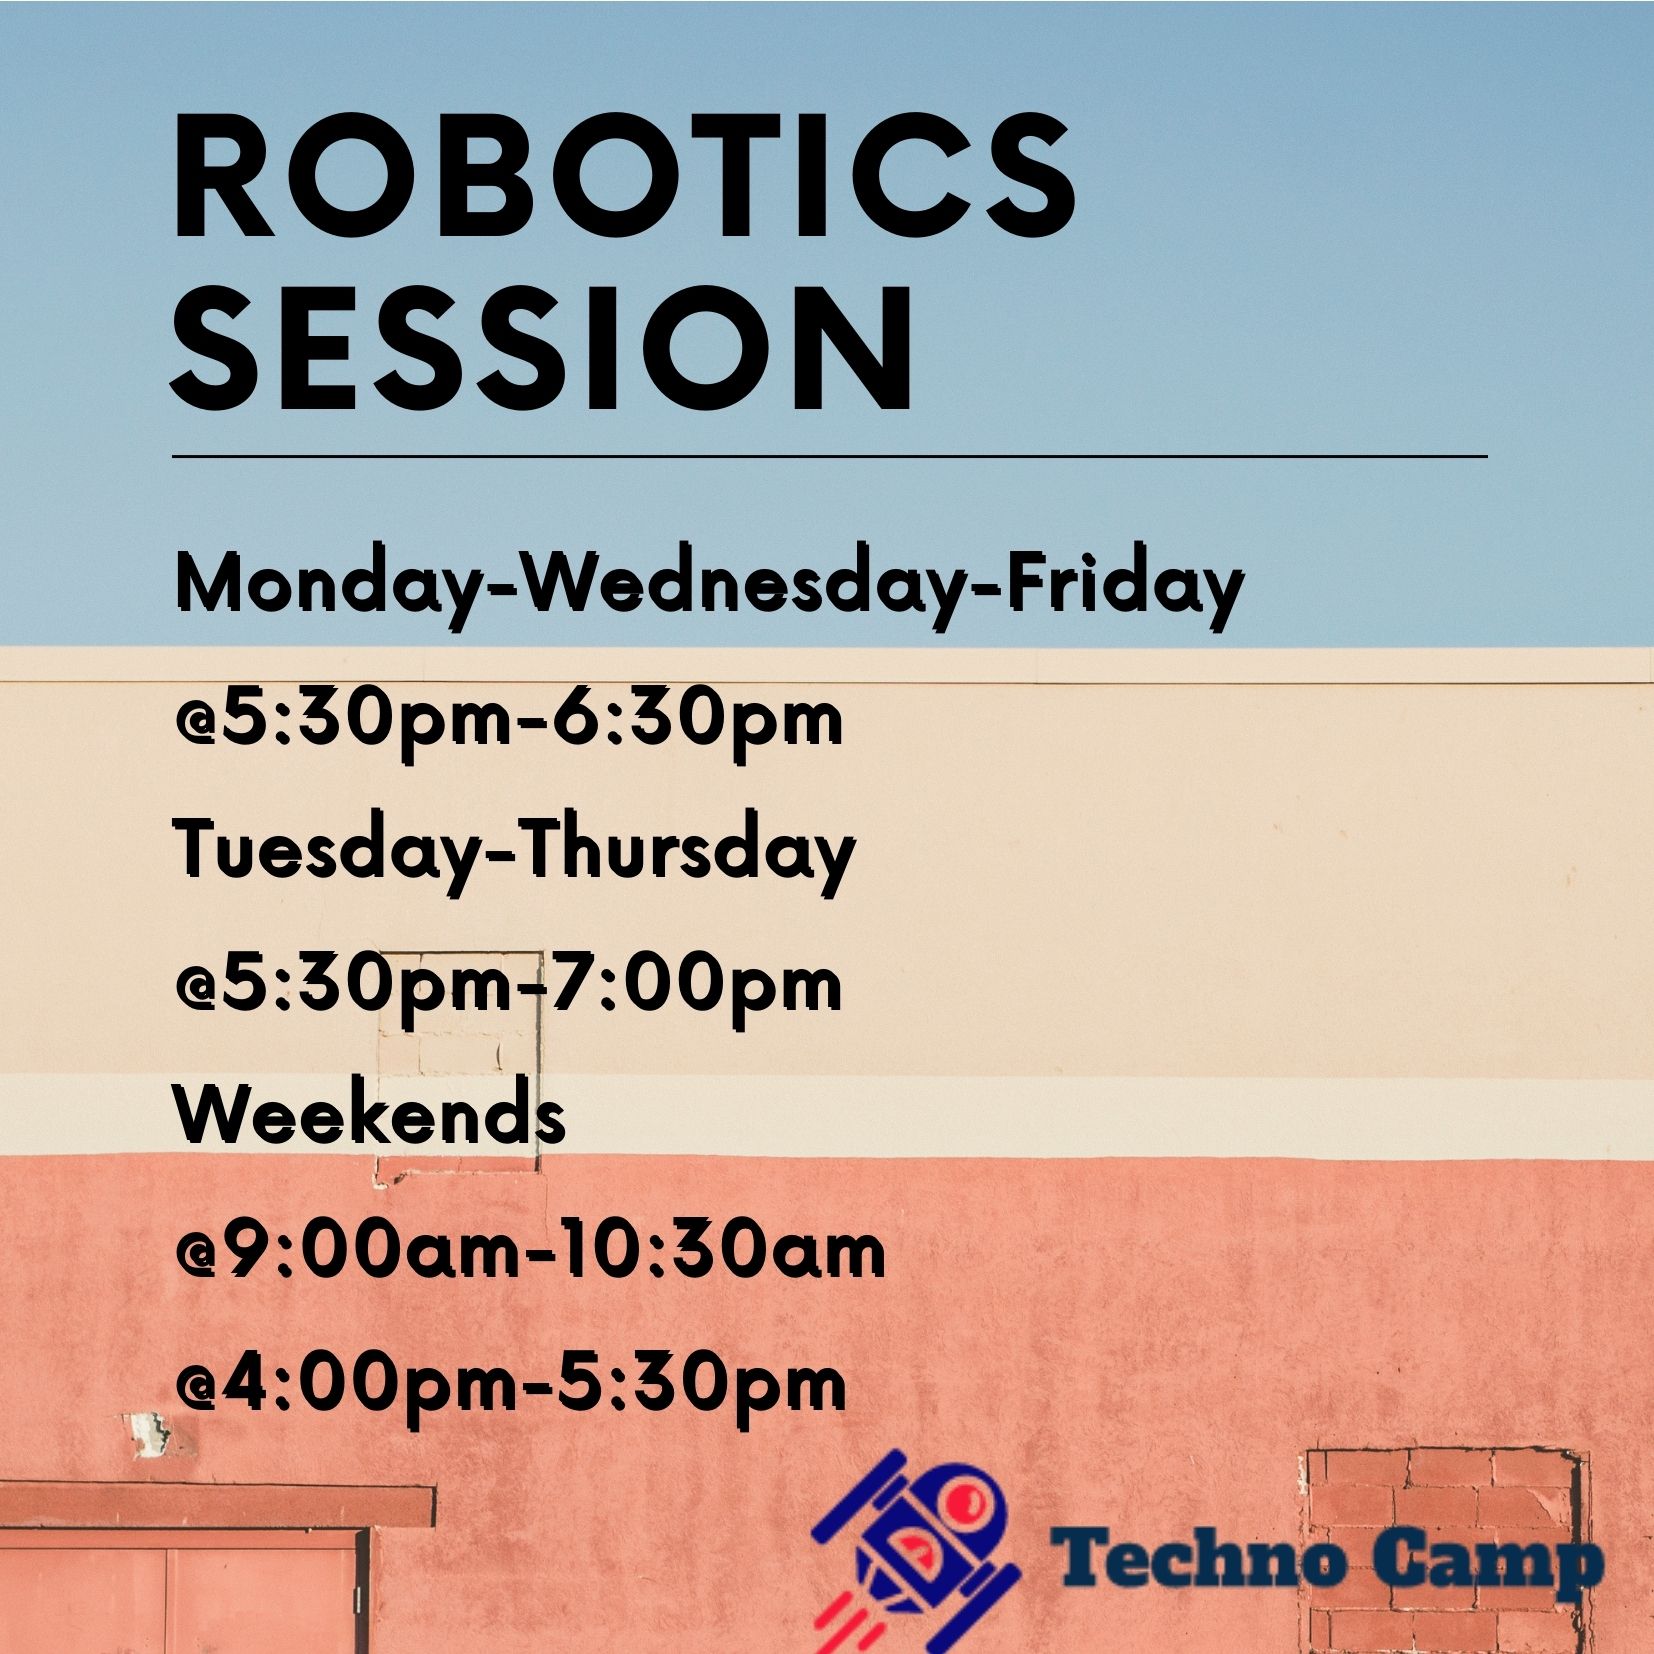 ROBOTICS
SESSION
Monday-Wednesday-Friday
@5:30pm-6:30pm
Tuesday-Thursday
@5:30pm-7:00pm
Weekends
@9:00am-10:30am
@4:00pm-5:30pm
Techno Camp